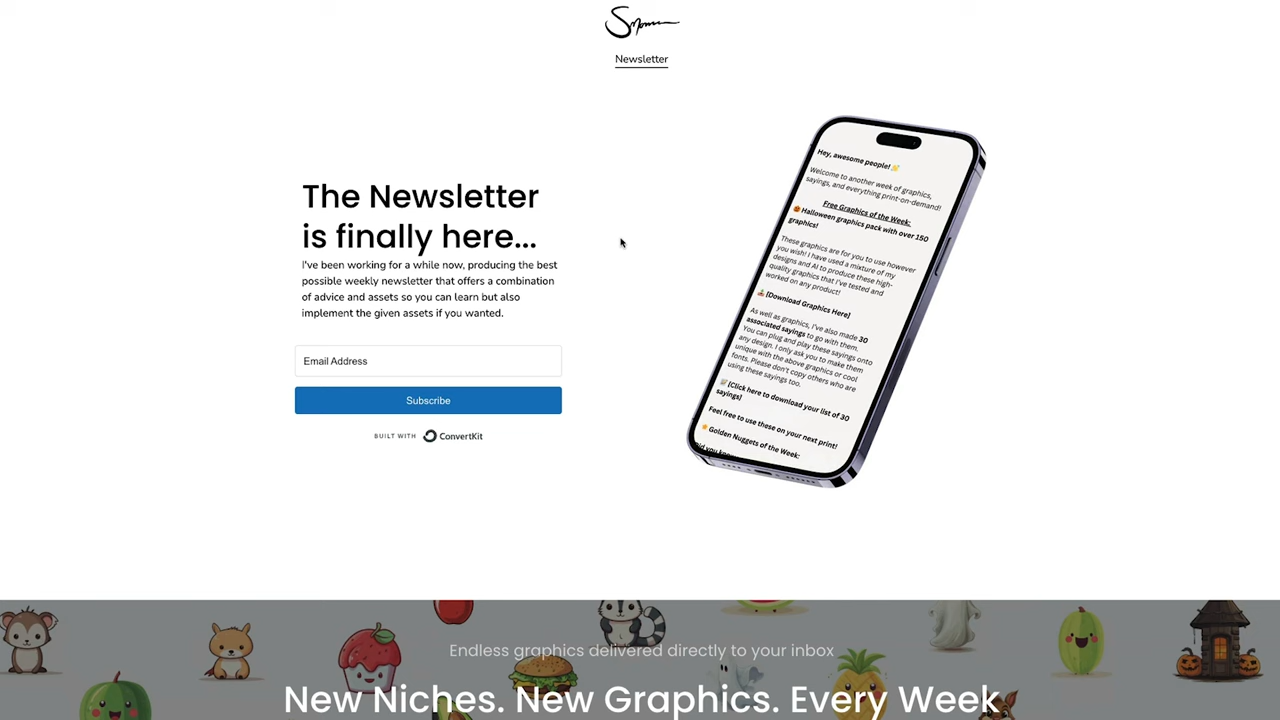 Newsletter
The Newsletter
is finally here...
I've been working for a while now, producing the best
possible weekly newsletter that offers a combination
of advice and assets so you can learn but also
implement the given assets if you wanted.
Email Address
Subscribe
BUILT WITH ConvertKit
Hey, awesome people!
Welcome to another week of graphics,
sayings, and everything print-on-demand!
Free Graphics of the Week:
Halloween graphics pack with over 150
graphics!
These graphics are for you to use however
you wish! I have used a mixture of my
designs and AI to produce these high-
quality graphics that I've tested and
worked on any product!
[Download Graphics Here]
As well as graphics, I've also made 30
associated sayings to go with them.
You can plug and play these sayings onto
any design. I only ask you to make them
unique with the above graphics or cool
fonts. Please don't copy others who are
using these sayings too.
[Click here to download your list of 30
sayings]
Feel free to use these on your next print!
Golden Nuggets of the Week:
Endless graphics delivered directly to your inbox
New Niches. New Graphics. Every Week